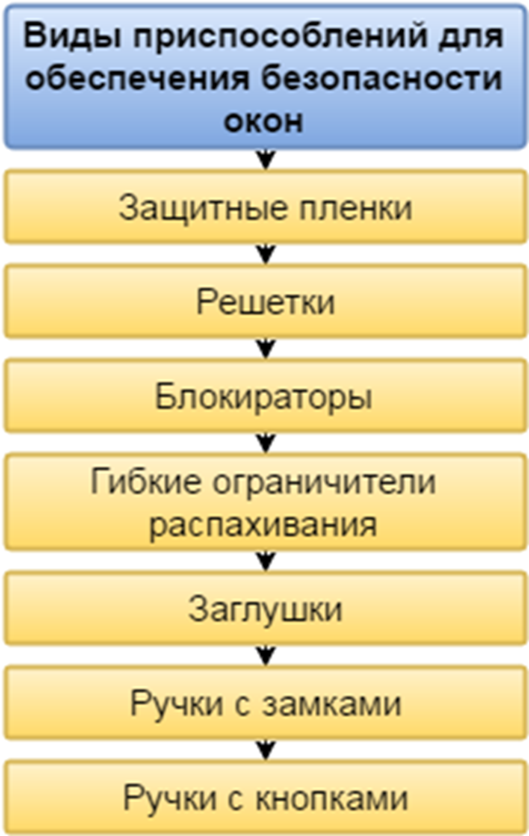 Виды приспособлений для
обеспечения безопасности
окон
Защитные пленки
Решетки
Блокираторы
Гибкие ограничители
распахивания
Заглушки
Ручки с замками
Ручки с кнопками